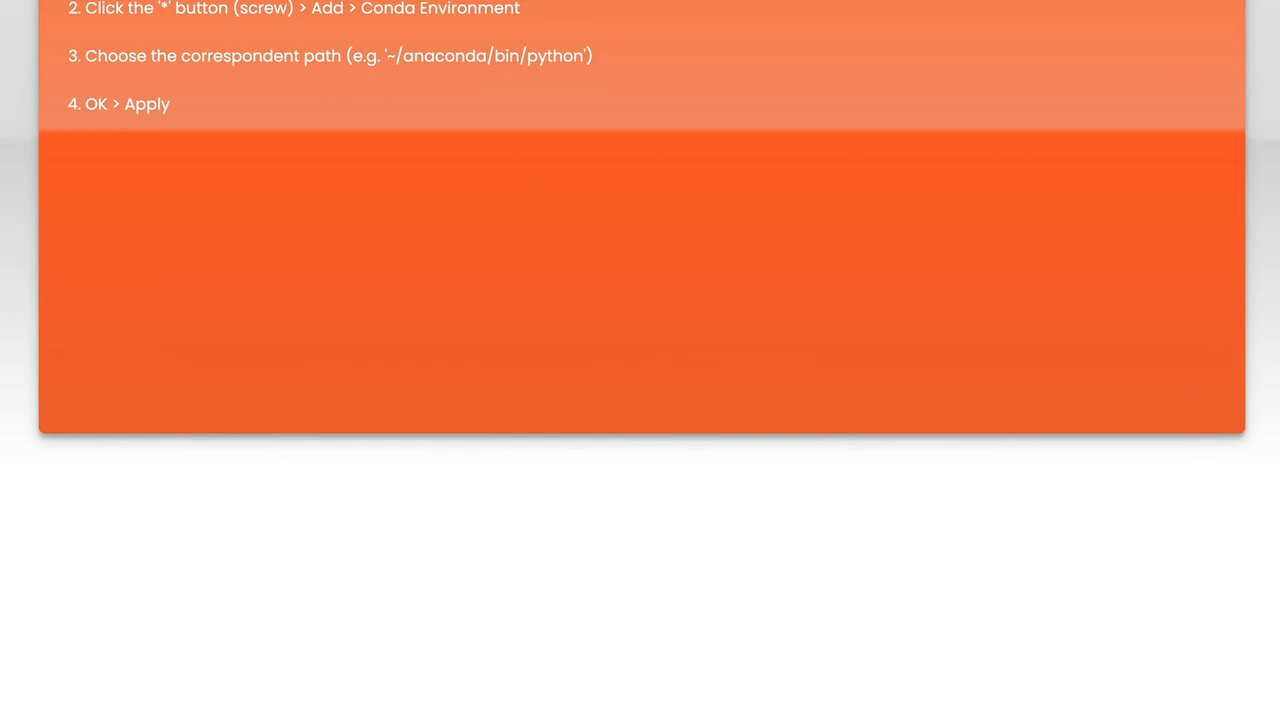 2. Click the '*' button (screw) > Add > Conda Environment
3. Choose the correspondent path (e.g. '~/anaconda/bin/python')
4. OK > Apply